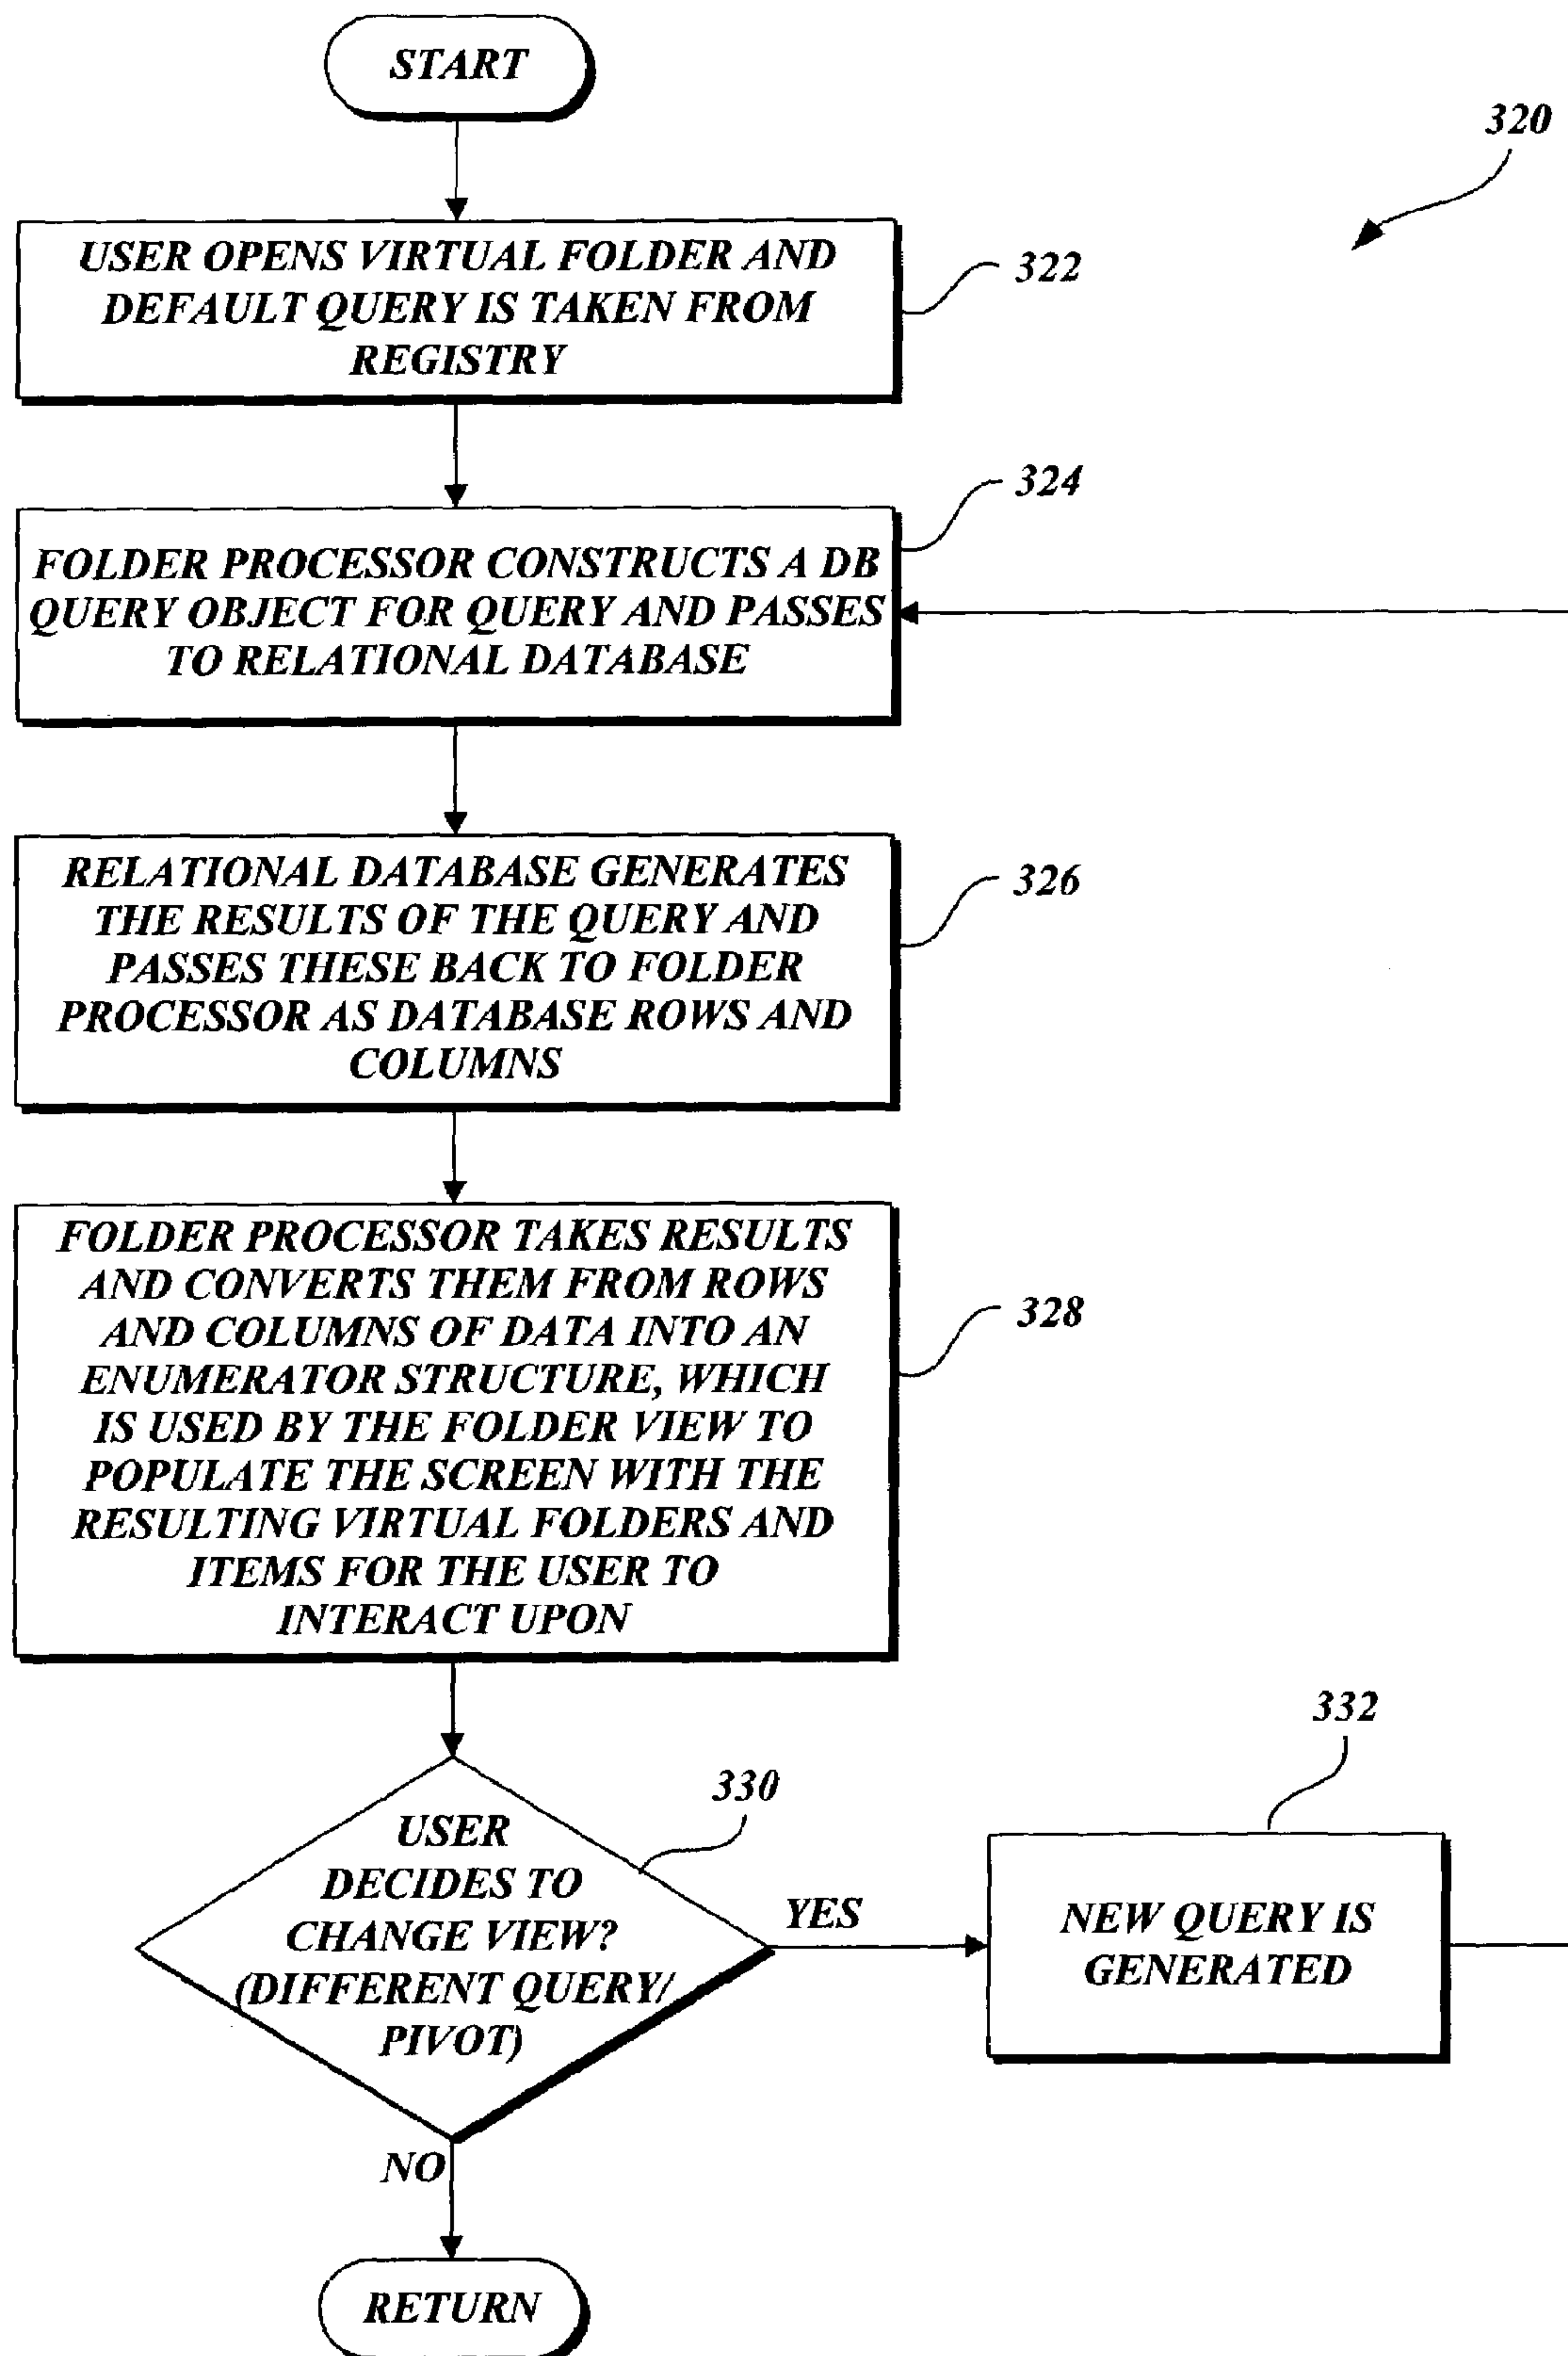 START
320
USER OPENS VIRTUAL FOLDER AND
DEFAULT QUERY IS TAKEN FROM
REGISTRY
322
324
FOLDER PROCESSOR CONSTRUCTS A DB
QUERY OBJECT FOR QUERY AND PASSES
TO RELATIONAL DATABASE
RELATIONAL DATABASE GENERATES
THE RESULTS OF THE QUERY AND
PASSES THESE BACK TO FOLDER
PROCESSOR AS DATABASE ROWS AND
COLUMNS
326
FOLDER PROCESSOR TAKES RESULTS
AND CONVERTS THEM FROM ROWS
AND COLUMNS OF DATA INTO AN
ENUMERATOR STRUCTURE, WHICH
IS USED BY THE FOLDER VIEW TO
POPULATE THE SCREEN WITH THE
RESULTING VIRTUAL FOLDERS AND
ITEMS FOR THE USER TO
INTERACT UPON
328
330
USER
DECIDES TO
CHANGE VIEW?
(DIFFERENT QUERY/
PIVOT)
YES
332
NEW QUERY IS
GENERATED
NO
RETURN